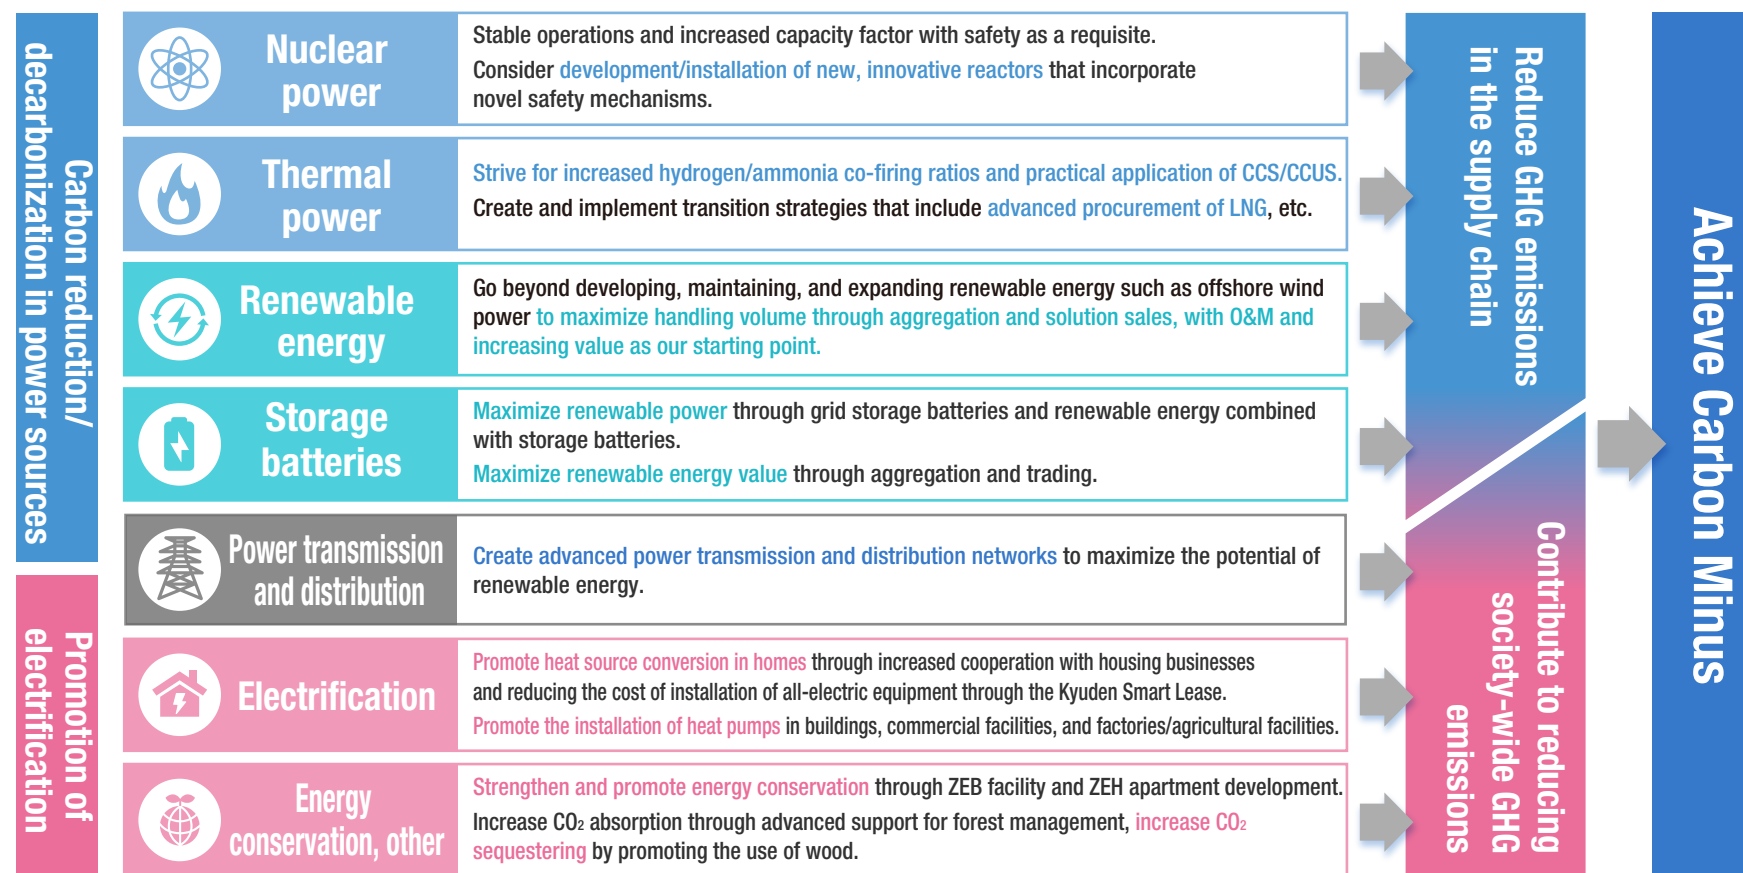 Carbon reduction/
decarbonization in power sources
Nuclear
power
Stable operations and increased capacity factor with safety as a requisite.
Consider development/installation of new, innovative reactors that incorporate
novel safety mechanisms.
Thermal
power
Strive for increased hydrogen/ammonia co-firing ratios and practical application of CCS/CCUS.
Create and implement transition strategies that include advanced procurement of LNG, etc.
Renewable
energy
Go beyond developing, maintaining, and expanding renewable energy such as offshore wind
power to maximize handling volume through aggregation and solution sales, with O&M and
increasing value as our starting point.
Storage
batteries
Maximize renewable power through grid storage batteries and renewable energy combined
with storage batteries.
Maximize renewable energy value through aggregation and trading.
Power transmission
and distribution
Create advanced power transmission and distribution networks to maximize the potential of
renewable energy.
Promotion of
electrification
Electrification
Promote heat source conversion in homes through increased cooperation with housing businesses
and reducing the cost of installation of all-electric equipment through the Kyuden Smart Lease.
Promote the installation of heat pumps in buildings, commercial facilities, and factories/agricultural facilities.
Energy
conservation, other
Strengthen and promote energy conservation through ZEB facility and ZEH apartment development.
Increase CO2 absorption through advanced support for forest management, increase CO2
sequestering by promoting the use of wood.
Reduce GHG emissions
in the supply chain
Contribute to reducing
society-wide GHG
emissions
Achieve Carbon Minus